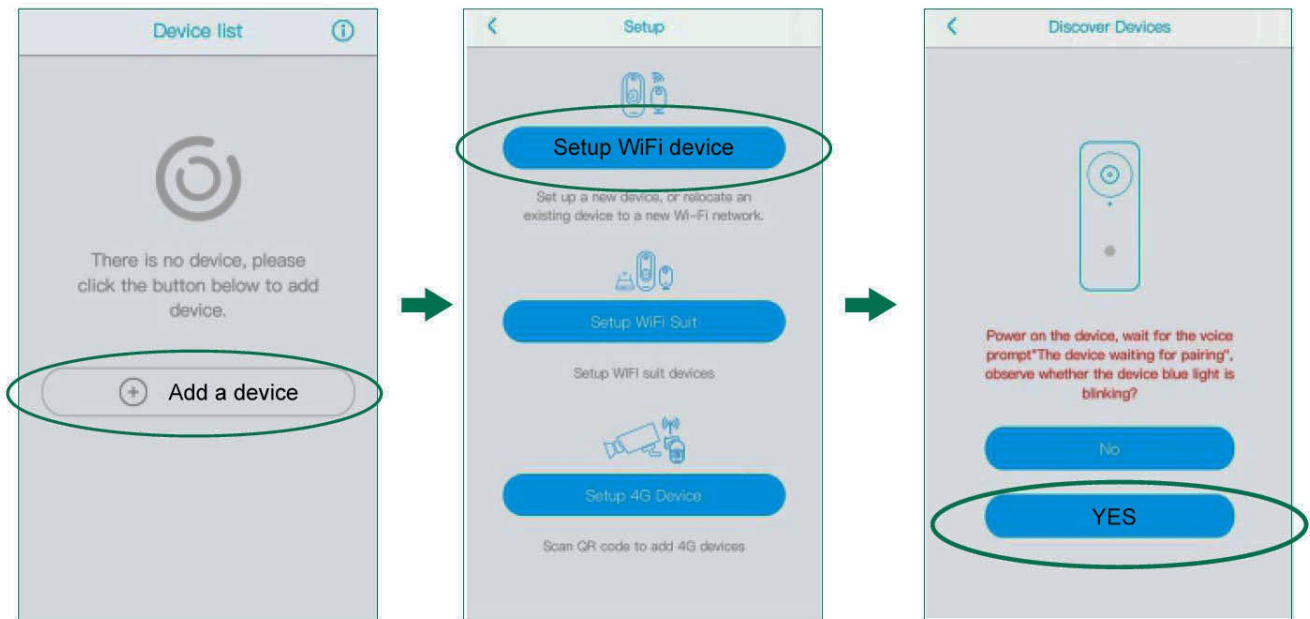 Device list
There is no device, please
click the button below to add
device.
Add a device
Setup
Setup WiFi device
Set up a new device, or relocate an
existing device to a new Wi-Fi network.
Setup WiFi Suit
Setup WIFI suit devices
Setup 4G Device
Scan QR code to add 4G devices
Discover Devices
Power on the device, wait for the voice
prompt"The device waiting for pairing",
observe whether the device blue light is
blinking?
No
YES